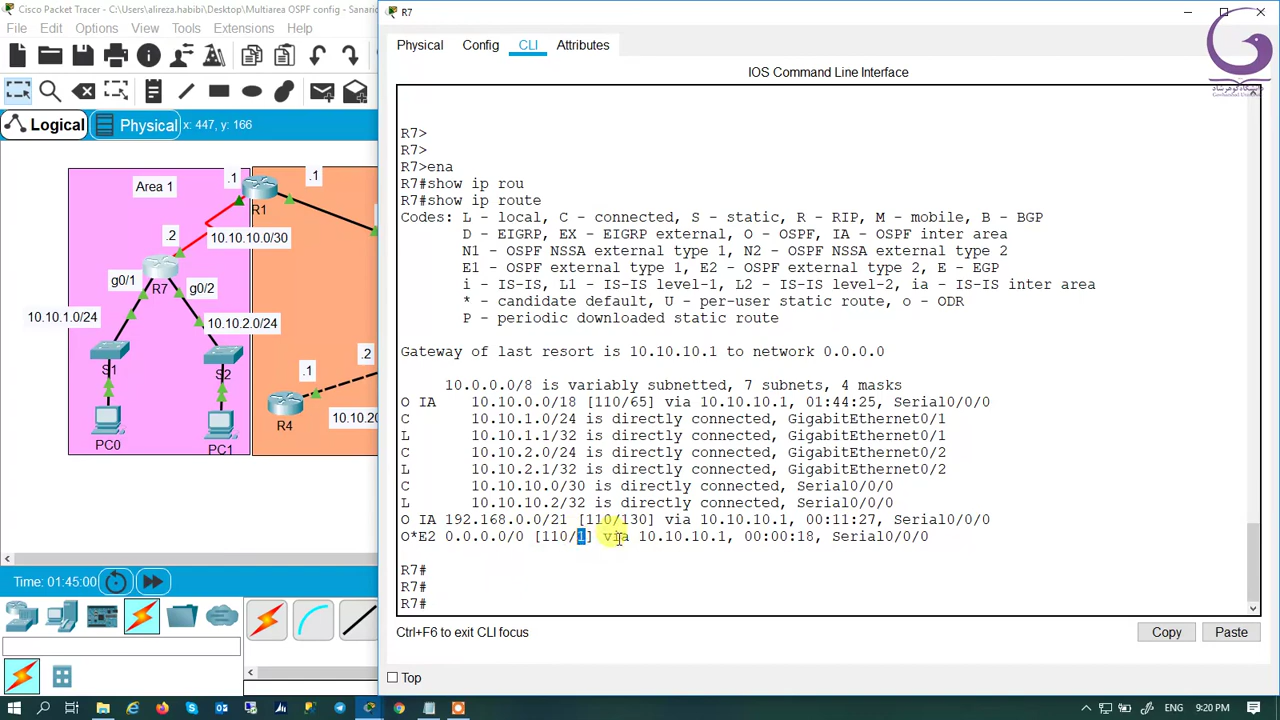 Cisco Packet Tracer - C:\Users\alireza.habibi\Desktop\Multiarea OSPF config - Sanario
File Edit Options View Tools Extensions Help
Logical Physical x: 447, y: 166
Area 1
.1
.1
R1
.2
10.10.10.0/30
g0/1
R7
g0/2
10.10.1.0/24
10.10.2.0/24
S1
S2
.1
.2
R4
10.10.20
PC0
PC1
Time: 01:45:00
R7
Physical Config CLI Attributes
IOS Command Line Interface
R7>
R7>
R7>ena
R7#show ip rou
R7#show ip route
Codes: L - local, C - connected, S - static, R - RIP, M - mobile, B - BGP
D - EIGRP, EX - EIGRP external, O - OSPF, IA - OSPF inter area
N1 - OSPF NSSA external type 1, N2 - OSPF NSSA external type 2
E1 - OSPF external type 1, E2 - OSPF external type 2, E - EGP
i - IS-IS, L1 - IS-IS level-1, L2 - IS-IS level-2, ia - IS-IS inter area
* - candidate default, U - per-user static route, o - ODR
P - periodic downloaded static route
Gateway of last resort is 10.10.10.1 to network 0.0.0.0
10.0.0.0/8 is variably subnetted, 7 subnets, 4 masks
O IA 10.10.0.0/18 [110/65] via 10.10.10.1, 01:44:25, Serial0/0/0
C 10.10.1.0/24 is directly connected, GigabitEthernet0/1
L 10.10.1.1/32 is directly connected, GigabitEthernet0/1
C 10.10.2.0/24 is directly connected, GigabitEthernet0/2
L 10.10.2.1/32 is directly connected, GigabitEthernet0/2
C 10.10.10.0/30 is directly connected, Serial0/0/0
L 10.10.10.2/32 is directly connected, Serial0/0/0
O IA 192.168.0.0/21 [110/130] via 10.10.10.1, 00:11:27, Serial0/0/0
O*E2 0.0.0.0/0 [110/1] via 10.10.10.1, 00:00:18, Serial0/0/0
R7#
R7#
R7#
Ctrl+F6 to exit CLI focus
Copy Paste
Top
9:20 PM